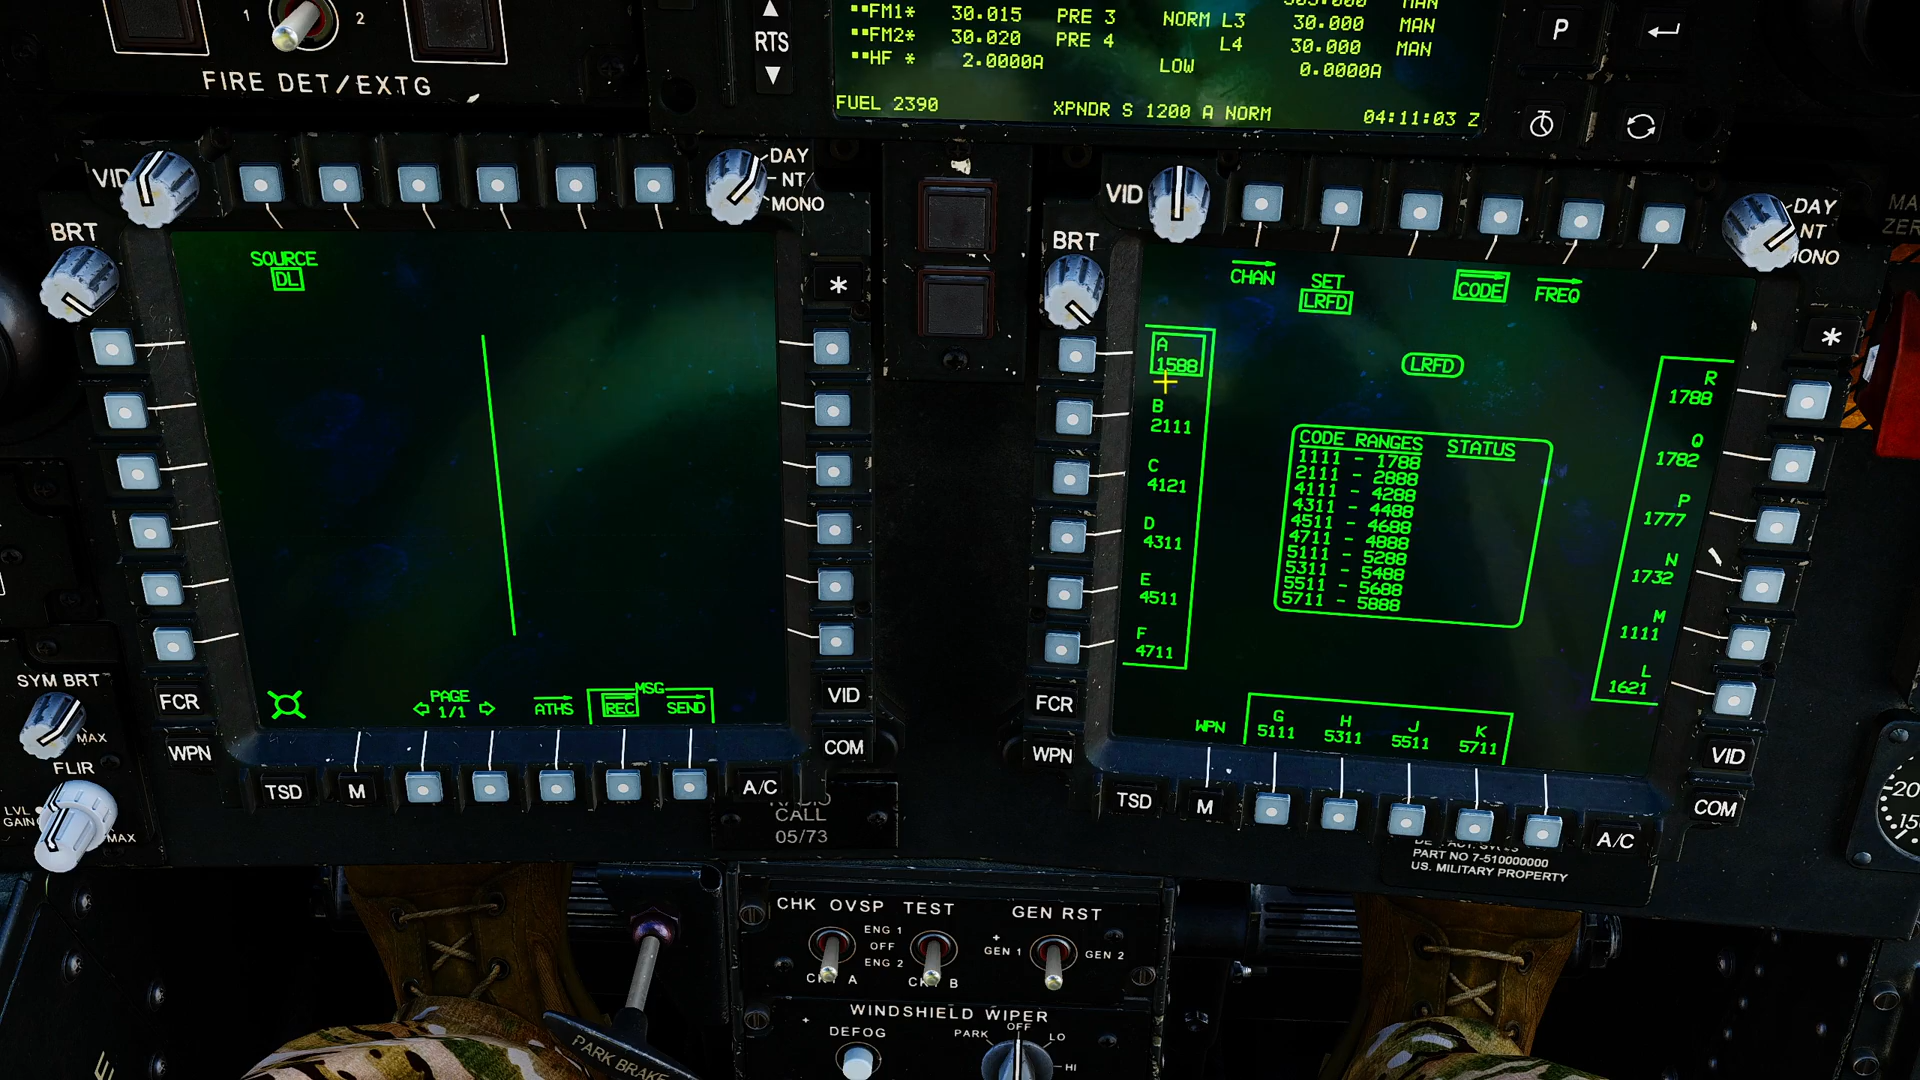 1
2
FIRE DET/EXTG
RTS
MAN
▪▪FM1* 30.015 PRE 3 NORM L3 30.000 MAN
▪▪FM2* 30.020 PRE 4 L4 30.000 MAN
▪▪HF * 2.0000A LOW 0.0000A
FUEL 2390 XPNDR S 1200 A NORM 04:11:03 Z
P
VID
DAY
NT
MONO
BRT
SOURCE
DL
*
PAGE
1/1
ATHS
MSG
REC
SEND
FCR
WPN
TSD
M
A/C
VID
COM
SYM BRT
MAX
FLIR
LVL
GAIN
MAX
CALL
05/73
VID
DAY
NT
BRT
CHAN
SET
LRFD
CODE
FREQ
*
LRFD
A
1588
B
2111
C
4121
D
4311
E
4511
F
4711
CODE RANGES STATUS
1111 - 1788
2111 - 2888
4111 - 4288
4311 - 4488
4511 - 4688
4711 - 4888
5111 - 5288
5311 - 5488
5511 - 5688
5711 - 5888
R
1788
Q
1782
P
1777
N
1732
M
1111
L
1621
WPN
G
5111
H
5311
J
5511
K
5711
FCR
WPN
TSD
M
A/C
VID
COM
PART NO 7-510000000
US. MILITARY PROPERTY
CHK OVSP TEST
GEN RST
ENG 1
OFF
ENG 2
GEN 1
GEN 2
WINDSHIELD WIPER
DEFOG
PARK
OFF
LO
HI
PARK BRAKE